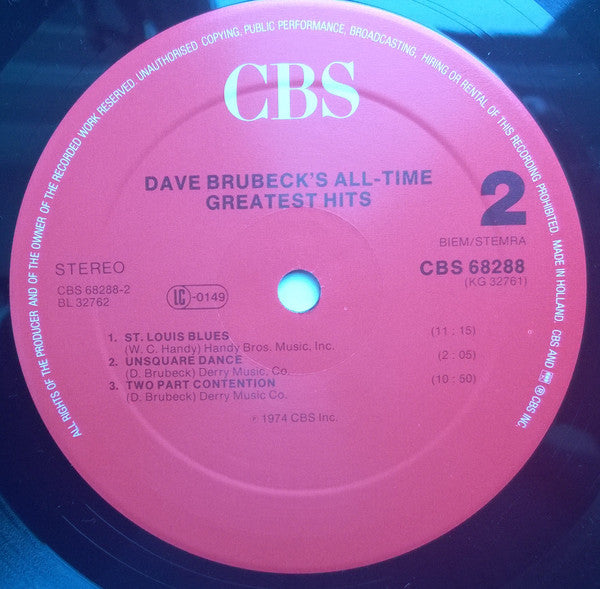 ALL RIGHTS OF THE PRODUCER AND OF THE OWNER OF THE RECORDED WORK RESERVED. UNAUTHORISED COPYING, PUBLIC PERFORMANCE, BROADCASTING, HIRING OR RENTAL OF THIS RECORDING PROHIBITED. MADE IN HOLLAND. CBS AND ® CBS INC.
CBS
DAVE BRUBECK'S ALL-TIME
GREATEST HITS
2
BIEM/STEMRA
STEREO
CBS 68288
(KG 32761)
CBS 68288-2
BL 32762
LC-0149
1. ST. LOUIS BLUES (11 : 15)
(W. C. Handy) Handy Bros. Music, Inc.
2. UNSQUARE DANCE (2 : 05)
(D. Brubeck) Derry Music, Co.
3. TWO PART CONTENTION (10 : 50)
(D. Brubeck) Derry Music Co.
℗ 1974 CBS Inc.